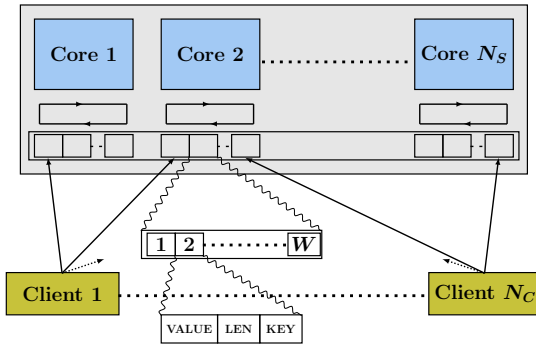 Core 1 Core 2 Core N_S
1 2 W
Client 1 Client N_C
VALUE LEN KEY